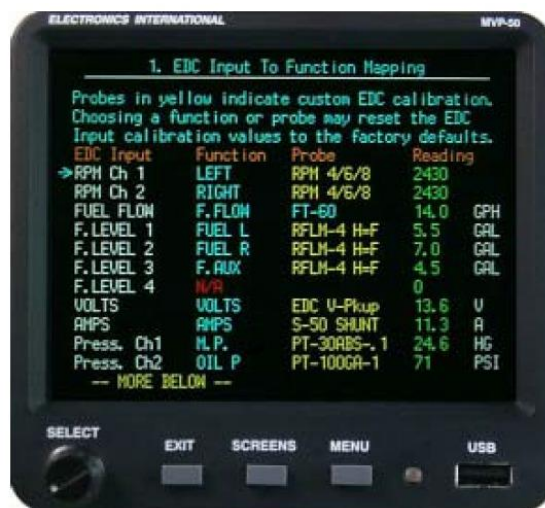 ELECTRONICS INTERNATIONAL MVP-50
1. EDC Input To Function Mapping
Probes in yellow indicate custom EDC calibration.
Choosing a function or probe may reset the EDC
Input calibration values to the factory defaults.
EDC Input Function Probe Reading
RPM Ch 1 LEFT RPM 4/6/8 2430
RPM Ch 2 RIGHT RPM 4/6/8 2430
FUEL FLOW F.FLOW FT-60 14.0 GPH
F.LEVEL 1 FUEL L RFLM-4 H=F 5.5 GAL
F.LEVEL 2 FUEL R RFLM-4 H=F 7.0 GAL
F.LEVEL 3 F.AUX RFLM-4 H=F 4.5 GAL
F.LEVEL 4 N/A 0
VOLTS VOLTS EDC V-Pkup 13.6 V
AMPS AMPS S-50 SHUNT 11.3 A
Press. Ch1 M.P. PT-30ABS-.1 24.6 HG
Press. Ch2 OIL P PT-100GA-1 71 PSI
-- MORE BELOW --
SELECT EXIT SCREENS MENU USB